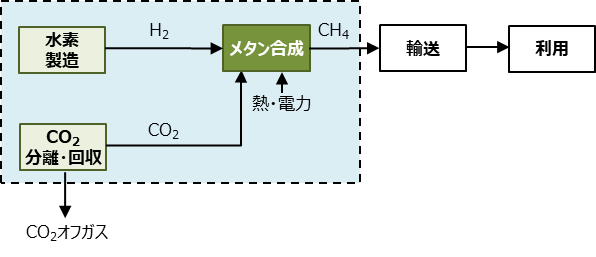 水素
製造
H₂
メタン合成
CH₄
輸送
利用
熱・電力
CO₂
分離・回収
CO₂
CO₂オフガス